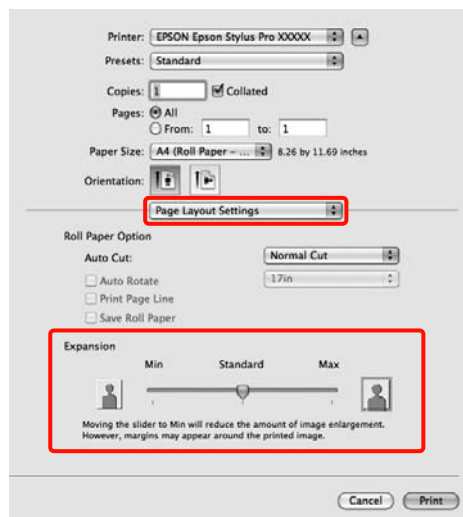 Printer: EPSON Epson Stylus Pro XXXXX
Presets: Standard
Copies: 1 Collated
Pages: All
From: 1 to: 1
Paper Size: A4 (Roll Paper – ... 8.26 by 11.69 inches
Orientation:
Page Layout Settings
Roll Paper Option
Auto Cut: Normal Cut
Auto Rotate 17in
Print Page Line
Save Roll Paper
Expansion
Min Standard Max
Moving the slider to Min will reduce the amount of image enlargement.
However, margins may appear around the printed image.
Cancel Print